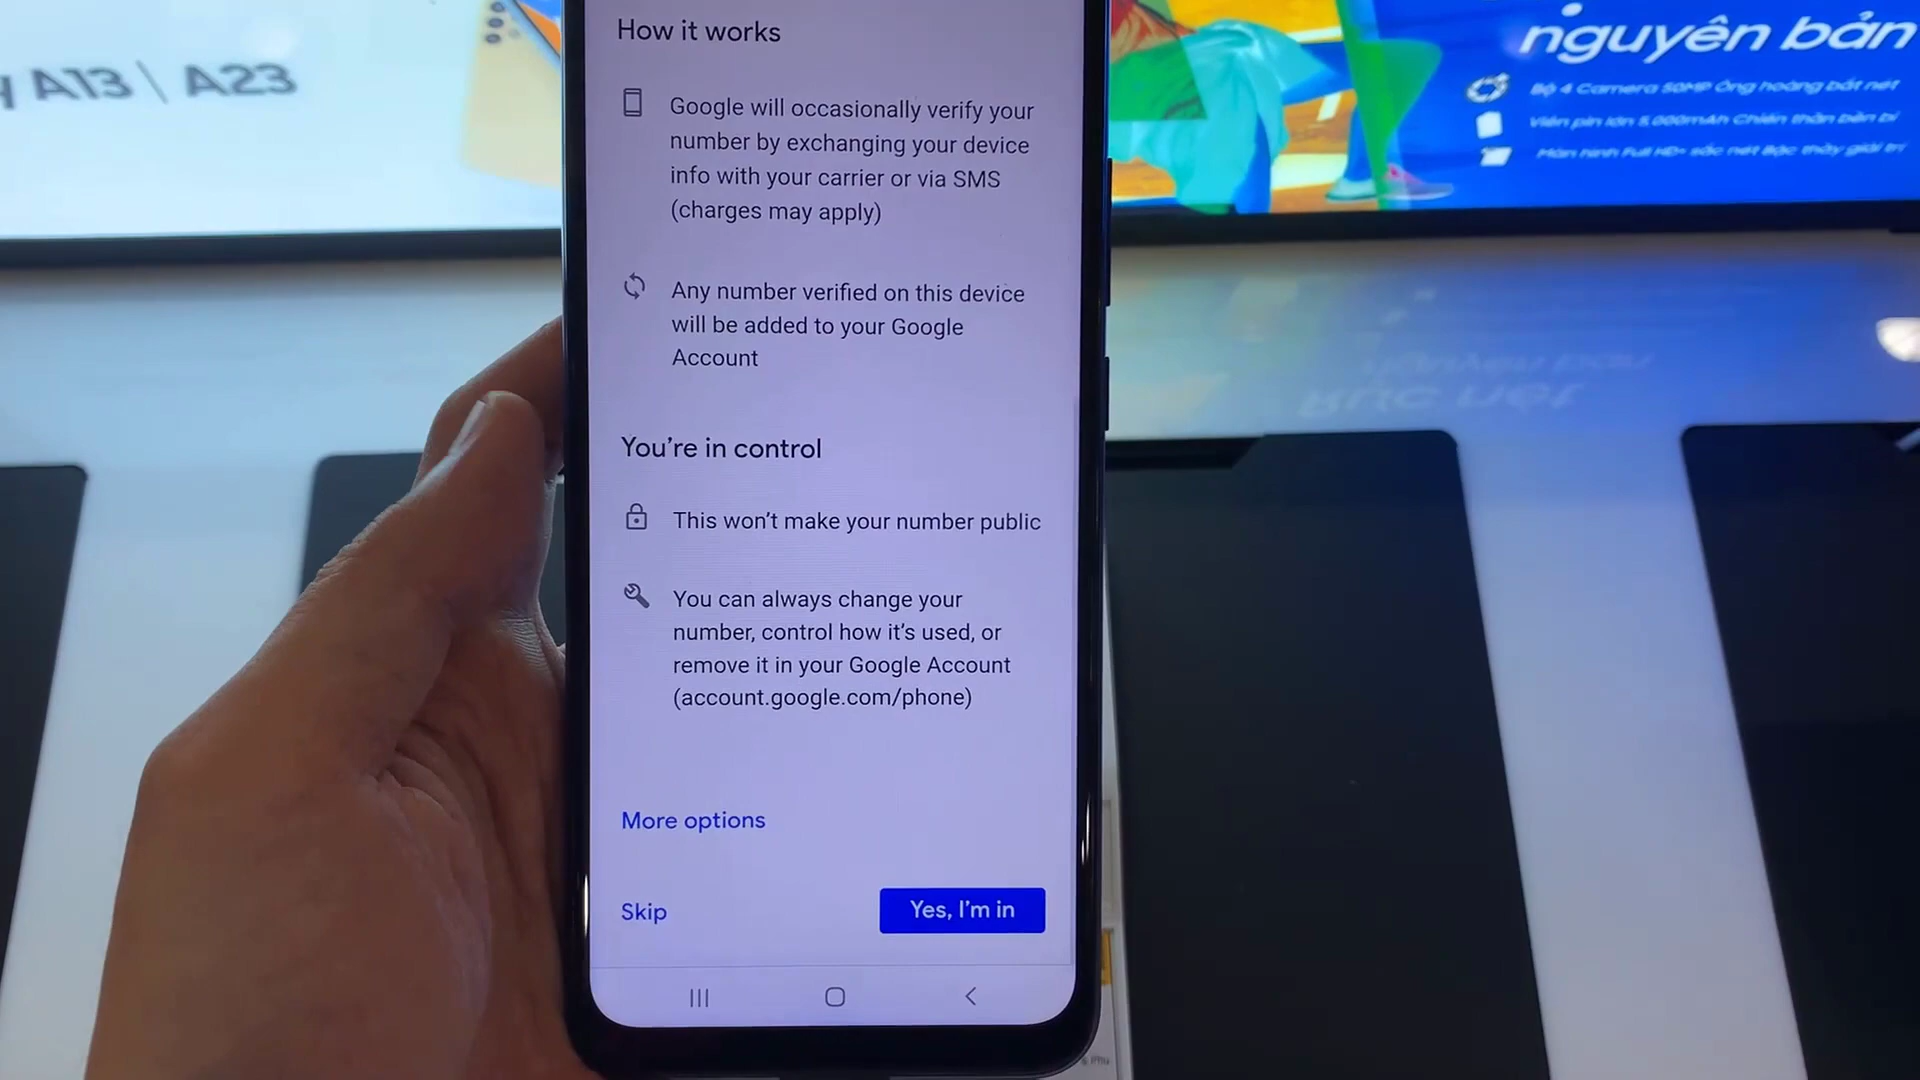 A13 \ A23
nguyên bản
Bộ 4 Camera 50MP Ông hoàng bắt nét
Viên pin lớn 5.000mAh Chiến thần bền bỉ
Màn hình Full HD+ sắc nét Bậc thầy giải trí
How it works
Google will occasionally verify your
number by exchanging your device
info with your carrier or via SMS
(charges may apply)
Any number verified on this device
will be added to your Google
Account
You’re in control
This won’t make your number public
You can always change your
number, control how it’s used, or
remove it in your Google Account
(account.google.com/phone)
More options
Skip
Yes, I’m in